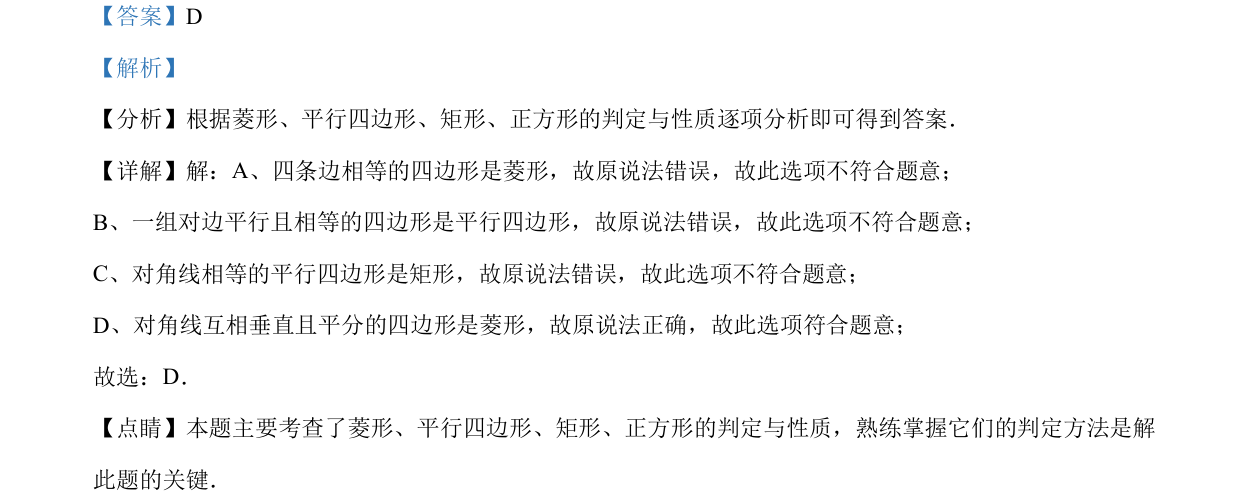 【答案】D
【解析】
【分析】根据菱形、平行四边形、矩形、正方形的判定与性质逐项分析即可得到答案．
【详解】解：A、四条边相等的四边形是菱形，故原说法错误，故此选项不符合题意；
B、一组对边平行且相等的四边形是平行四边形，故原说法错误，故此选项不符合题意；
C、对角线相等的平行四边形是矩形，故原说法错误，故此选项不符合题意；
D、对角线互相垂直且平分的四边形是菱形，故原说法正确，故此选项符合题意；
故选：D．
【点睛】本题主要考查了菱形、平行四边形、矩形、正方形的判定与性质，熟练掌握它们的判定方法是解
此题的关键．